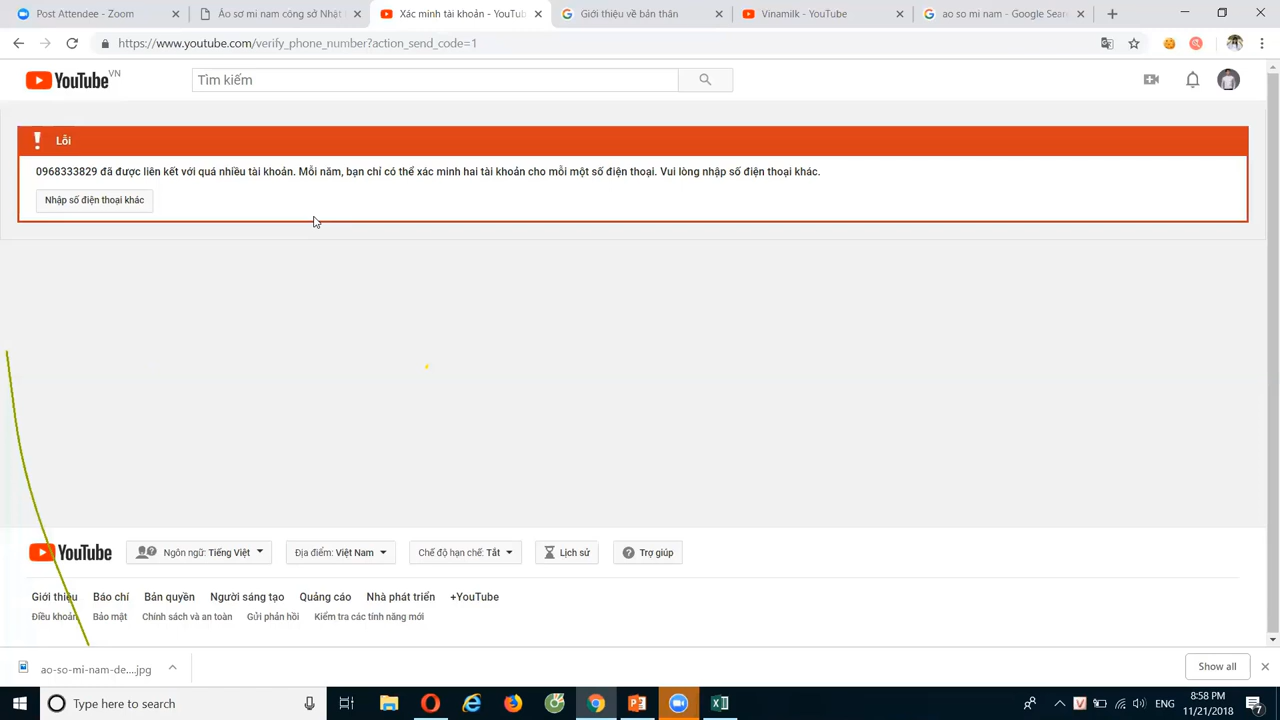 Post Attendee - Zoom
Áo sơ mi nam công sở Nhật
Xác minh tài khoản - YouTub
Giới thiệu về bản thân
Vinamilk - YouTube
ao so mi nam - Google Sear
https://www.youtube.com/verify_phone_number?action_send_code=1
YouTube VN
Tìm kiếm
Lỗi
0968333829 đã được liên kết với quá nhiều tài khoản. Mỗi năm, bạn chỉ có thể xác minh hai tài khoản cho mỗi một số điện thoại. Vui lòng nhập số điện thoại khác.
Nhập số điện thoại khác
YouTube
Ngôn ngữ: Tiếng Việt
Địa điểm: Việt Nam
Chế độ hạn chế: Tắt
Lịch sử
Trợ giúp
Giới thiệu Báo chí Bản quyền Người sáng tạo Quảng cáo Nhà phát triển +YouTube
Điều khoản Bảo mật Chính sách và an toàn Gửi phản hồi Kiểm tra các tính năng mới
ao-so-mi-nam-de....jpg
Show all
Type here to search
ENG
8:58 PM
11/21/2018
7